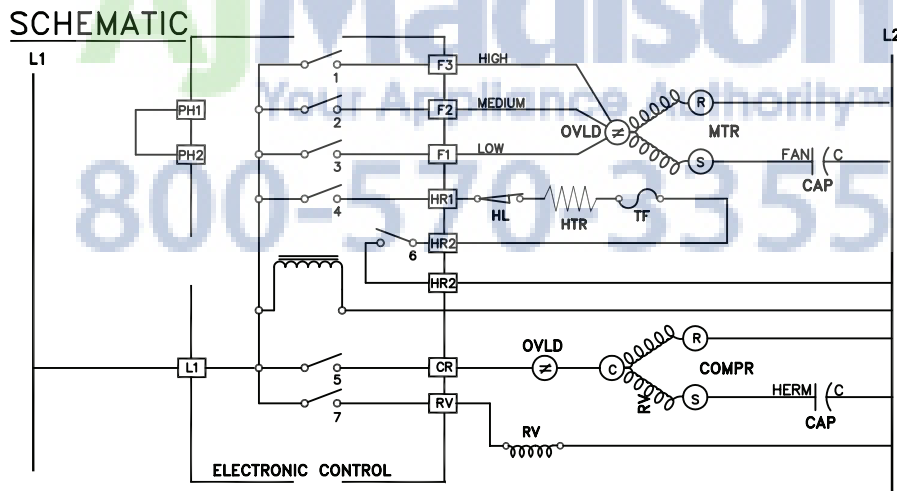 SCHEMATIC
AJMadison
Your Appliance Authority™
800-570-3355
L1
L2
1
F3
HIGH
PH1
2
F2
MEDIUM
OVLD
≠
R
MTR
PH2
3
F1
LOW
S
FAN
C
CAP
4
HR1
HL
HTR
TF
6
HR2
HR2
L1
5
CR
OVLD
≠
C
R
COMPR
RV
S
HERM
C
CAP
7
RV
RV
ELECTRONIC CONTROL